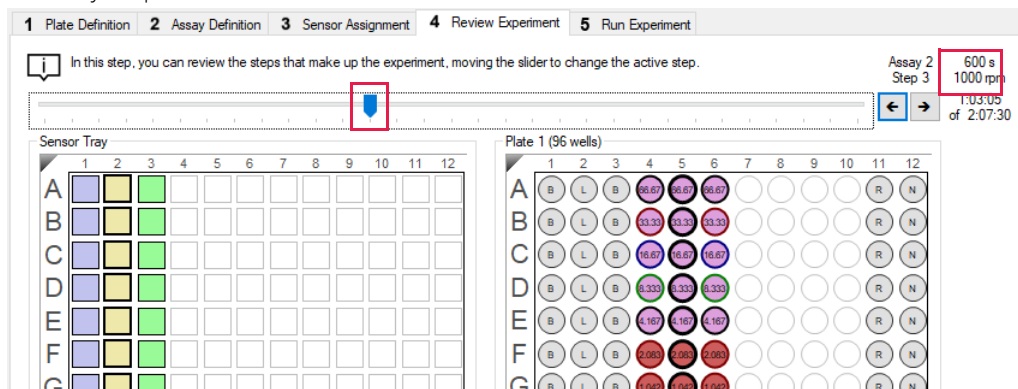 1 Plate Definition 2 Assay Definition 3 Sensor Assignment 4 Review Experiment 5 Run Experiment
In this step, you can review the steps that make up the experiment, moving the slider to change the active step.
Assay 2 600 s
Step 3 1000 rpm
1:03:05
of 2:07:30
Sensor Tray
1 2 3 4 5 6 7 8 9 10 11 12
A
B
C
D
E
F
G
Plate 1 (96 wells)
1 2 3 4 5 6 7 8 9 10 11 12
A B L B 66.67 66.67 66.67 R N
B B L B 33.33 33.33 33.33 R N
C B L B 16.67 16.67 16.67 R N
D B L B 8.333 8.333 8.333 R N
E B L B 4.167 4.167 4.167 R N
F B L B 2.083 2.083 2.083 R N
G B L B 1.042 1.042 1.042 R N